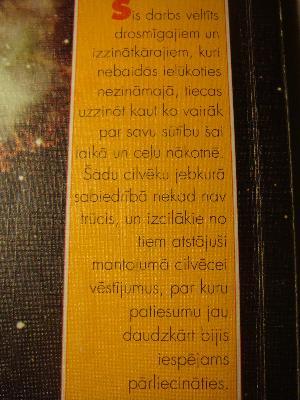 Šis darbs veltīts
drosmīgajiem un
izzinātkārajiem, kuri
nebaidās ielūkoties
nezināmajā, tiecas
uzzināt kaut ko vairāk
par savu sūtību šai
laikā un ceļu nākotnē.
Šādu cilvēku jebkurā
sabiedrībā nekad nav
trūcis, un izcilākie no
tiem atstājuši
mantojumā cilvēcei
vēstījumus, par kuru
patiesumu jau
daudzkārt bijis
iespējams
pārliecināties.